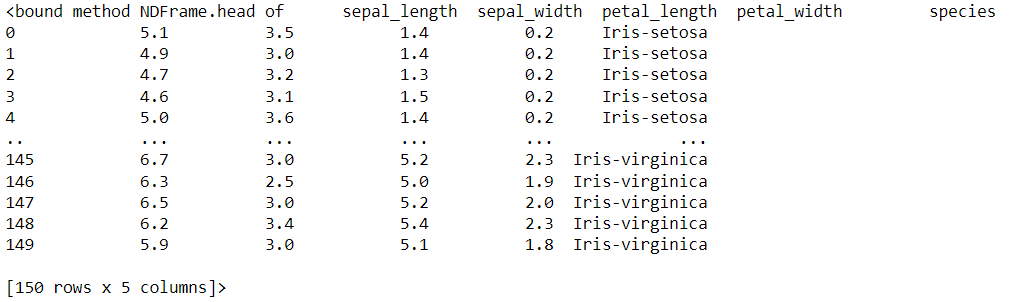 <bound method NDFrame.head of      sepal_length  sepal_width  petal_length  petal_width         species
0             5.1          3.5           1.4          0.2     Iris-setosa
1             4.9          3.0           1.4          0.2     Iris-setosa
2             4.7          3.2           1.3          0.2     Iris-setosa
3             4.6          3.1           1.5          0.2     Iris-setosa
4             5.0          3.6           1.4          0.2     Iris-setosa
..            ...          ...           ...          ...             ...
145           6.7          3.0           5.2          2.3  Iris-virginica
146           6.3          2.5           5.0          1.9  Iris-virginica
147           6.5          3.0           5.2          2.0  Iris-virginica
148           6.2          3.4           5.4          2.3  Iris-virginica
149           5.9          3.0           5.1          1.8  Iris-virginica
[150 rows x 5 columns]>